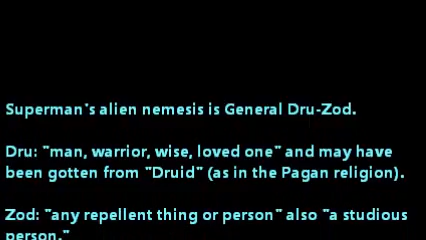 Superman's alien nemesis is General Dru-Zod.
Dru: "man, warrior, wise, loved one" and may have
been gotten from "Druid" (as in the Pagan religion).
Zod: "any repellent thing or person" also "a studious
person."